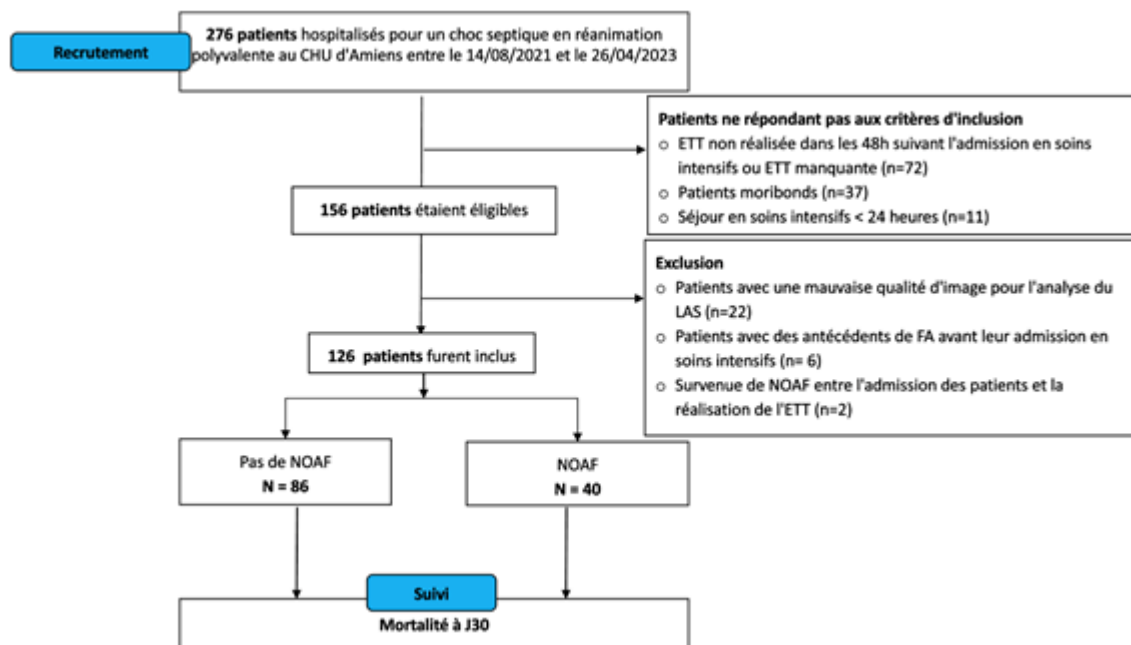 276 patients hospitalisés pour un choc septique en réanimation
polyvalente au CHU d'Amiens entre le 14/08/2021 et le 26/04/2023
Recrutement
Patients ne répondant pas aux critères d'inclusion
o ETT non réalisée dans les 48h suivant l'admission en soins
intensifs ou ETT manquante (n=72)
o Patients moribonds (n=37)
o Séjour en soins intensifs < 24 heures (n=11)
156 patients étaient éligibles
Exclusion
o Patients avec une mauvaise qualité d'image pour l'analyse du
LAS (n=22)
o Patients avec des antécédents de FA avant leur admission en
soins intensifs (n= 6)
o Survenue de NOAF entre l'admission des patients et la
réalisation de l'ETT (n=2)
126 patients furent inclus
Pas de NOAF
N = 86
NOAF
N = 40
Suivi
Mortalité à J30